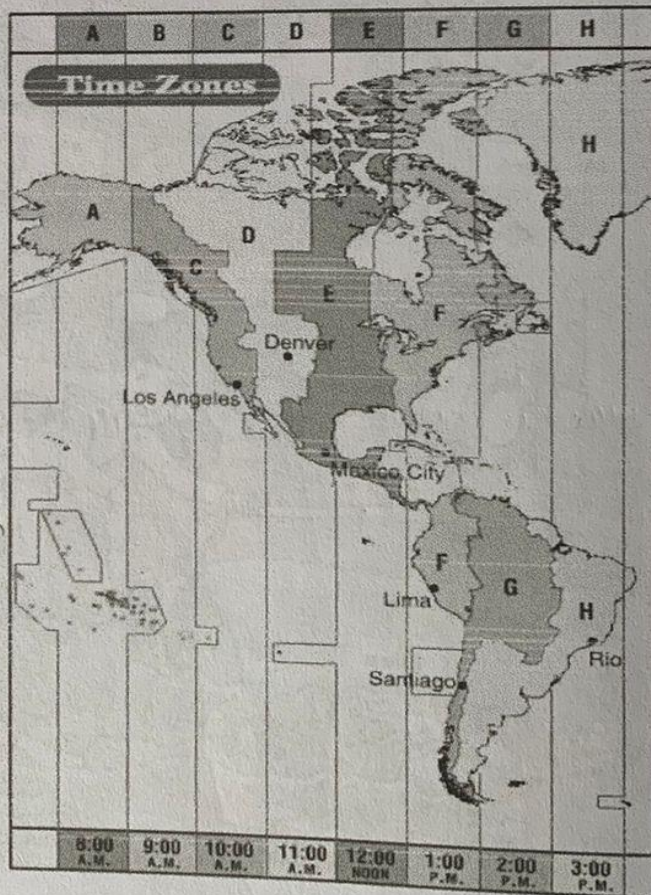 A B C D E F G H
Time Zones
H
A
D
C
E
F
Denver
Los Angeles
Mexico City
F
G
Lima
H
Rio
Santiago
8:00 9:00 10:00 11:00 12:00 1:00 2:00 3:00
A.M. A.M. A.M. A.M. NOON P.M. P.M. P.M.